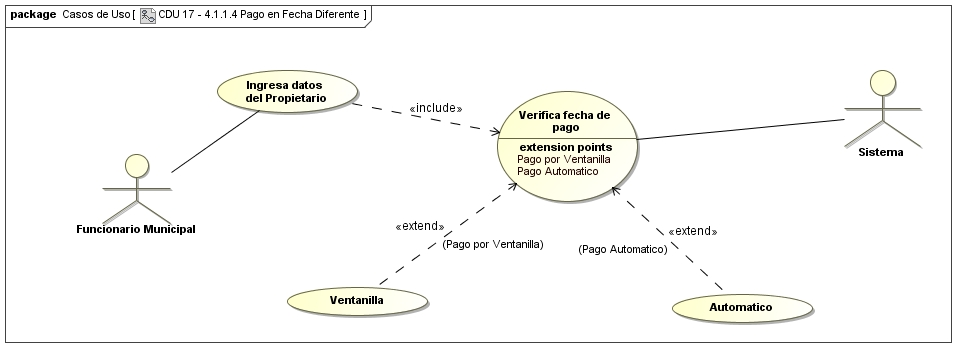 package Casos de Uso [ CDU 17 - 4.1.1.4 Pago en Fecha Diferente ]
Ingresa datos
del Propietario
«include»
Verifica fecha de
pago
extension points
Pago por Ventanilla
Pago Automatico
Sistema
Funcionario Municipal
«extend»
(Pago por Ventanilla)
«extend»
(Pago Automatico)
Ventanilla
Automatico